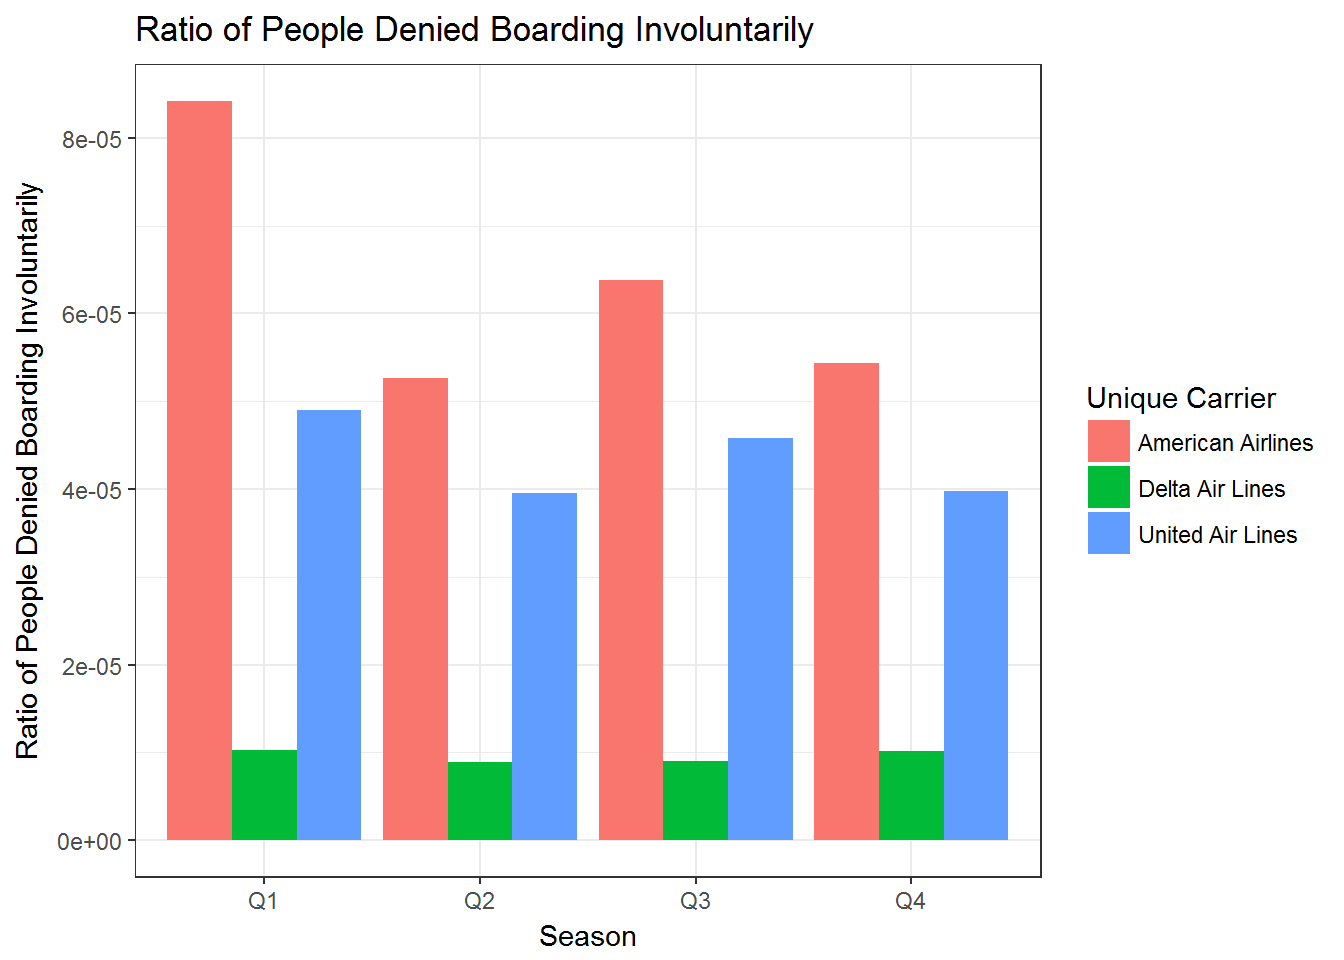 Ratio of People Denied Boarding Involuntarily
Ratio of People Denied Boarding Involuntarily
8e-05
6e-05
4e-05
2e-05
0e+00
Q1
Q2
Q3
Q4
Season
Unique Carrier
American Airlines
Delta Air Lines
United Air Lines